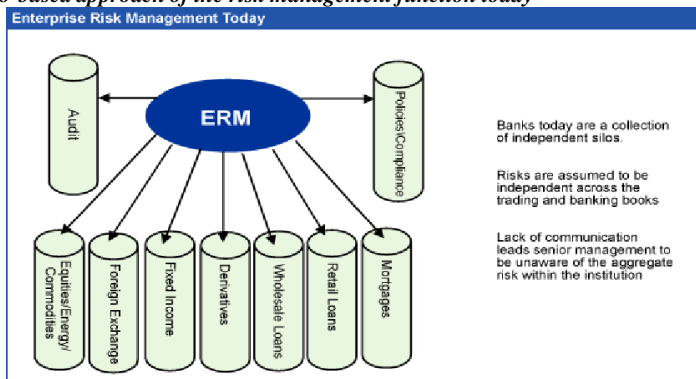 -based approach of the risk management function today
Enterprise Risk Management Today
ERM
Audit
Policies\Compliance
Banks today are a collection
of independent silos.
Risks are assumed to be
independent across the
trading and banking books
Lack of communication
leads senior management to
be unaware of the aggregate
risk within the institution
Equities/Energy/
Commodities
Foreign Exchange
Fixed Income
Derivatives
Wholesale Loans
Retail Loans
Mortgages